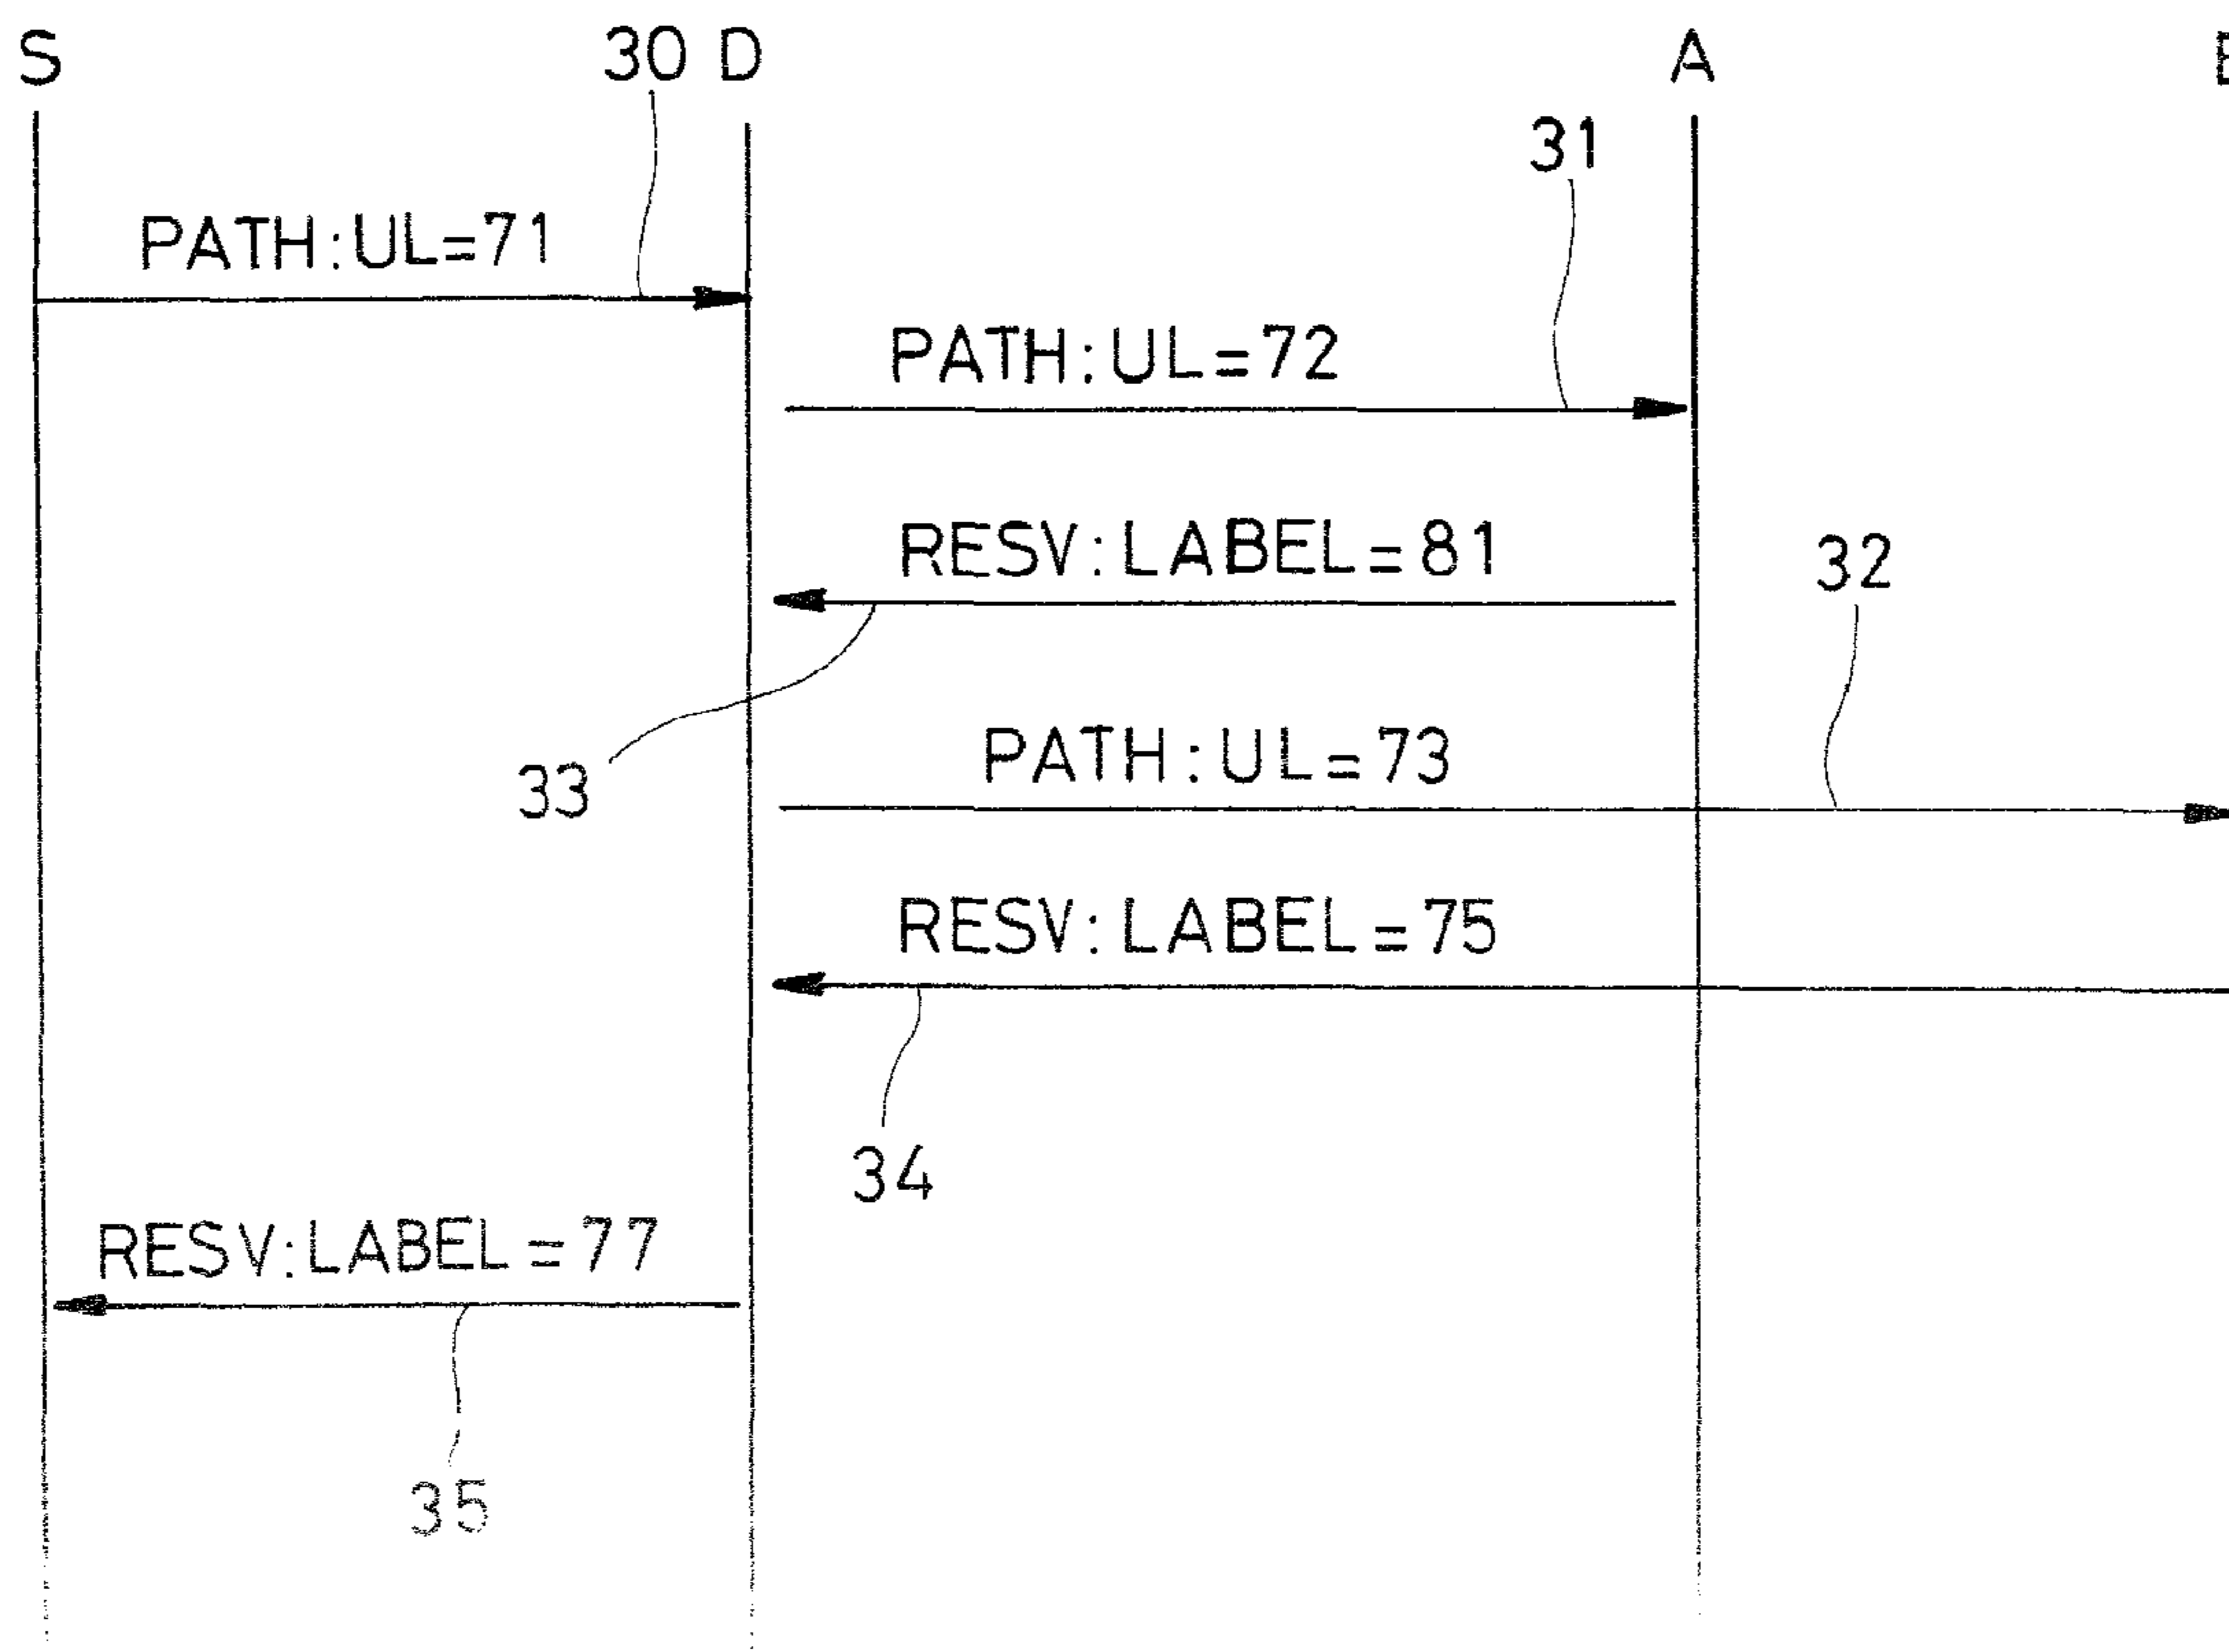 S 30 D A
31
PATH:UL=71
PATH:UL=72
RESV:LABEL=81
32
PATH:UL=73
33
RESV:LABEL=75
34
RESV:LABEL=77
35